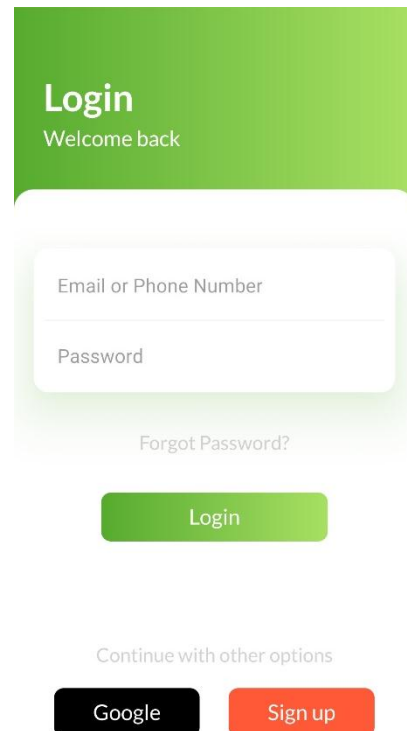 Login
Welcome back
Email or Phone Number
Password
Forgot Password?
Login
Continue with other options
Google
Sign up